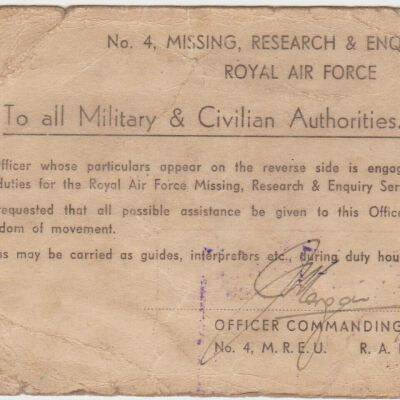 No. 4, MISSING, RESEARCH & ENQ
ROYAL AIR FORCE
To all Military & Civilian Authorities.
fficer whose particulars appear on the reverse side is engag
duties for the Royal Air Force Missing, Research & Enquiry Ser
requested that all possible assistance be given to this Office
dom of movement.
ns may be carried as guides, interpreters etc., during duty hou
OFFICER COMMANDING
No. 4, M. R. E. U. R. A.